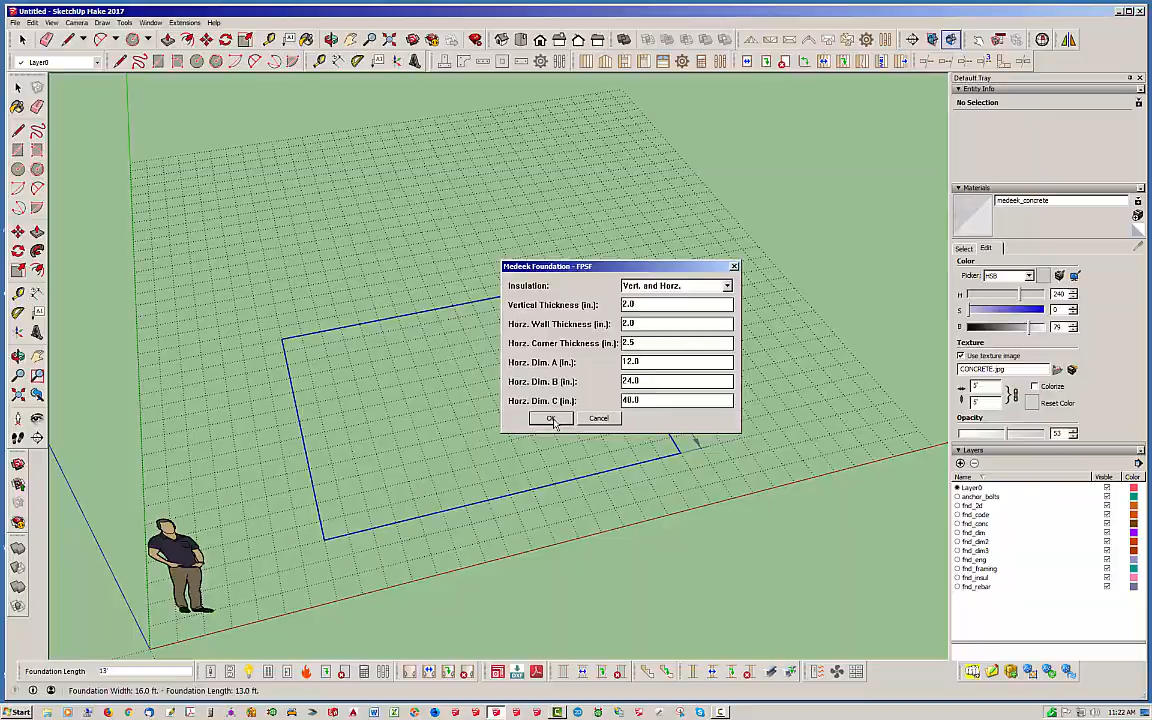 Untitled - SketchUp Make 2017
File Edit View Camera Draw Tools Window Extensions Help
Layer0
Default Tray
Entity Info
No Selection
Materials
medeek_concrete
Select Edit
Color
Picker: HSB
H 240
S 0
B 79
Texture
Use texture image
CONCRETE.jpg
5' Colorize
5' Reset Color
Opacity
53
Layers
Name Visible Color
Layer0
anchor_bolts
fnd_2d
fnd_code
fnd_conc
fnd_dim
fnd_dim2
fnd_dim3
fnd_eng
fnd_framing
fnd_insul
fnd_rebar
Medeek Foundation - FPSF
Insulation: Vert. and Horz.
Vertical Thickness (in.): 2.0
Horz. Wall Thickness (in.): 2.0
Horz. Corner Thickness (in.): 2.5
Horz. Dim. A (in.): 12.0
Horz. Dim. B (in.): 24.0
Horz. Dim. C (in.): 40.0
OK Cancel
Foundation Length 13'
Foundation Width: 16.0 ft. - Foundation Length: 13.0 ft.
Start
11:22 AM